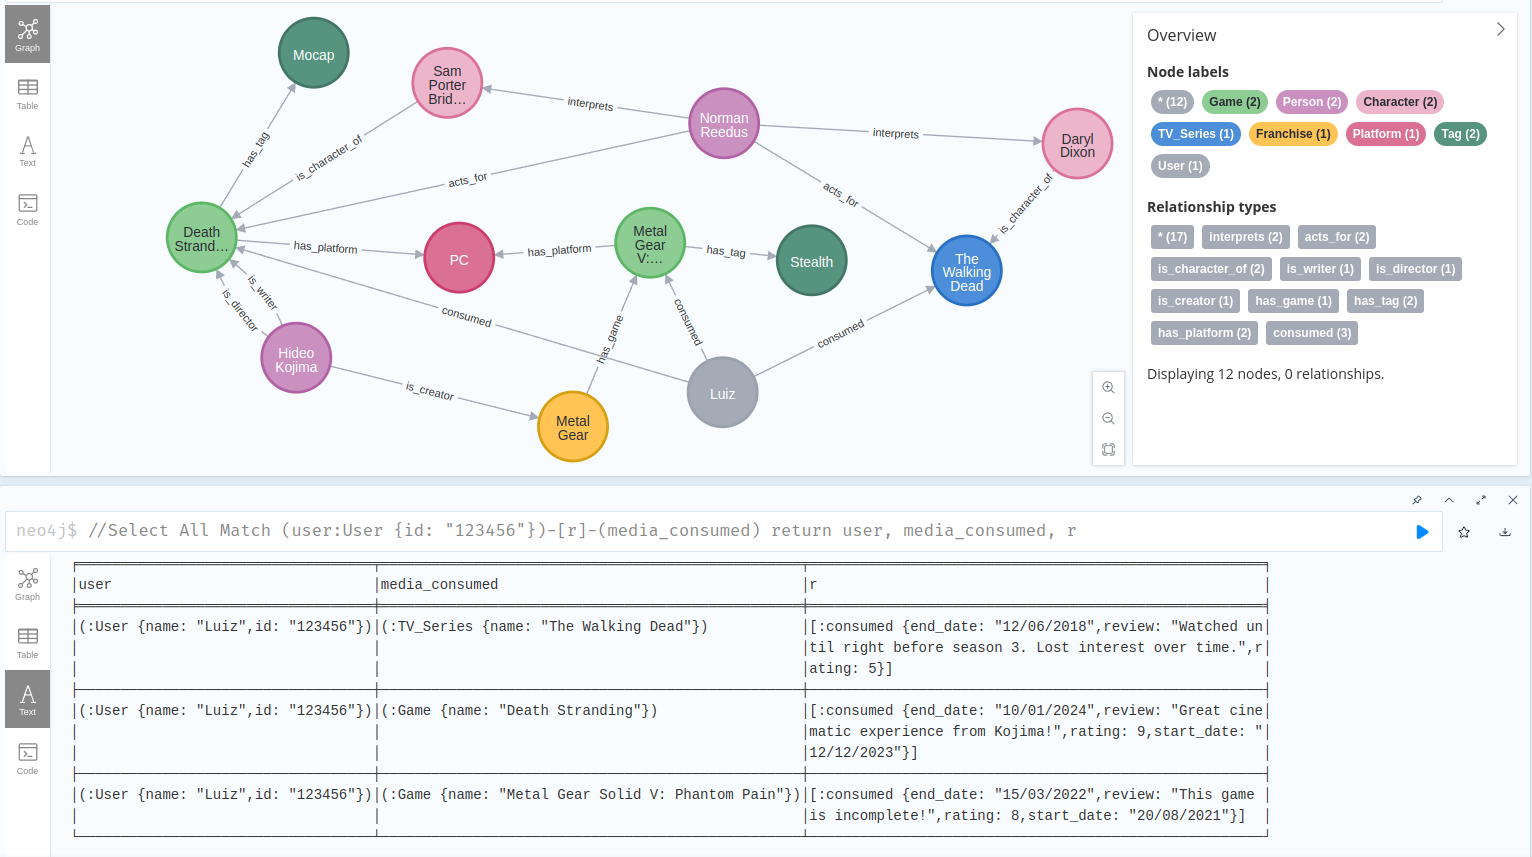 Graph
Table
Text
Code
Mocap
Sam
Porter
Brid...
Norman
Reedus
Daryl
Dixon
Death
Strand...
PC
Metal
Gear
V:...
Stealth
The
Walking
Dead
Hideo
Kojima
Metal
Gear
Luiz
has_tag
is_character_of
interprets
acts_for
interprets
acts_for
is_character_of
has_platform
has_platform
has_tag
is_writer
is_director
consumed
has_game
consumed
consumed
is_creator
Overview
Node labels
* (12) Game (2) Person (2) Character (2)
TV_Series (1) Franchise (1) Platform (1) Tag (2)
User (1)
Relationship types
* (17) interprets (2) acts_for (2)
is_character_of (2) is_writer (1) is_director (1)
is_creator (1) has_game (1) has_tag (2)
has_platform (2) consumed (3)
Displaying 12 nodes, 0 relationships.
neo4j$ //Select All Match (user:User {id: "123456"})-[r]-(media_consumed) return user, media_consumed, r
Graph
Table
Text
Code
user media_consumed r
(:User {name: "Luiz",id: "123456"}) (:TV_Series {name: "The Walking Dead"}) [:consumed {end_date: "12/06/2018",review: "Watched un
til right before season 3. Lost interest over time.",r
ating: 5}]
(:User {name: "Luiz",id: "123456"}) (:Game {name: "Death Stranding"}) [:consumed {end_date: "10/01/2024",review: "Great cine
matic experience from Kojima!",rating: 9,start_date: "
12/12/2023"}]
(:User {name: "Luiz",id: "123456"}) (:Game {name: "Metal Gear Solid V: Phantom Pain"}) [:consumed {end_date: "15/03/2022",review: "This game
is incomplete!",rating: 8,start_date: "20/08/2021"}]